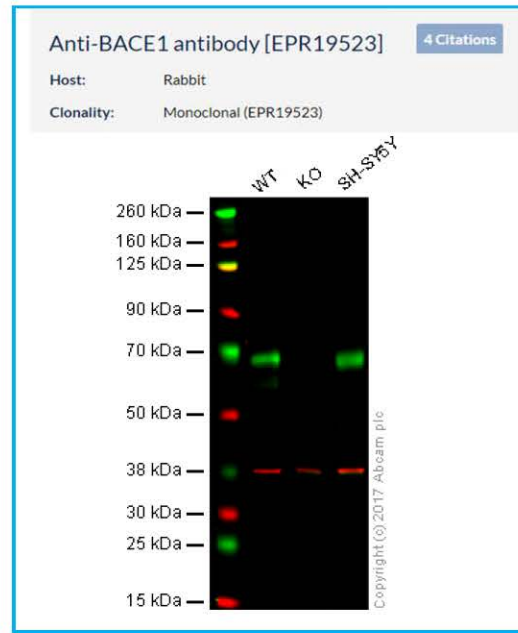 Anti-BACE1 antibody [EPR19523]
4 Citations
Host: Rabbit
Clonality: Monoclonal (EPR19523)
WT KO SH-SY5Y
260 kDa
160 kDa
125 kDa
90 kDa
70 kDa
50 kDa
38 kDa
30 kDa
25 kDa
15 kDa
Copyright (c) 2017 Abcam plc